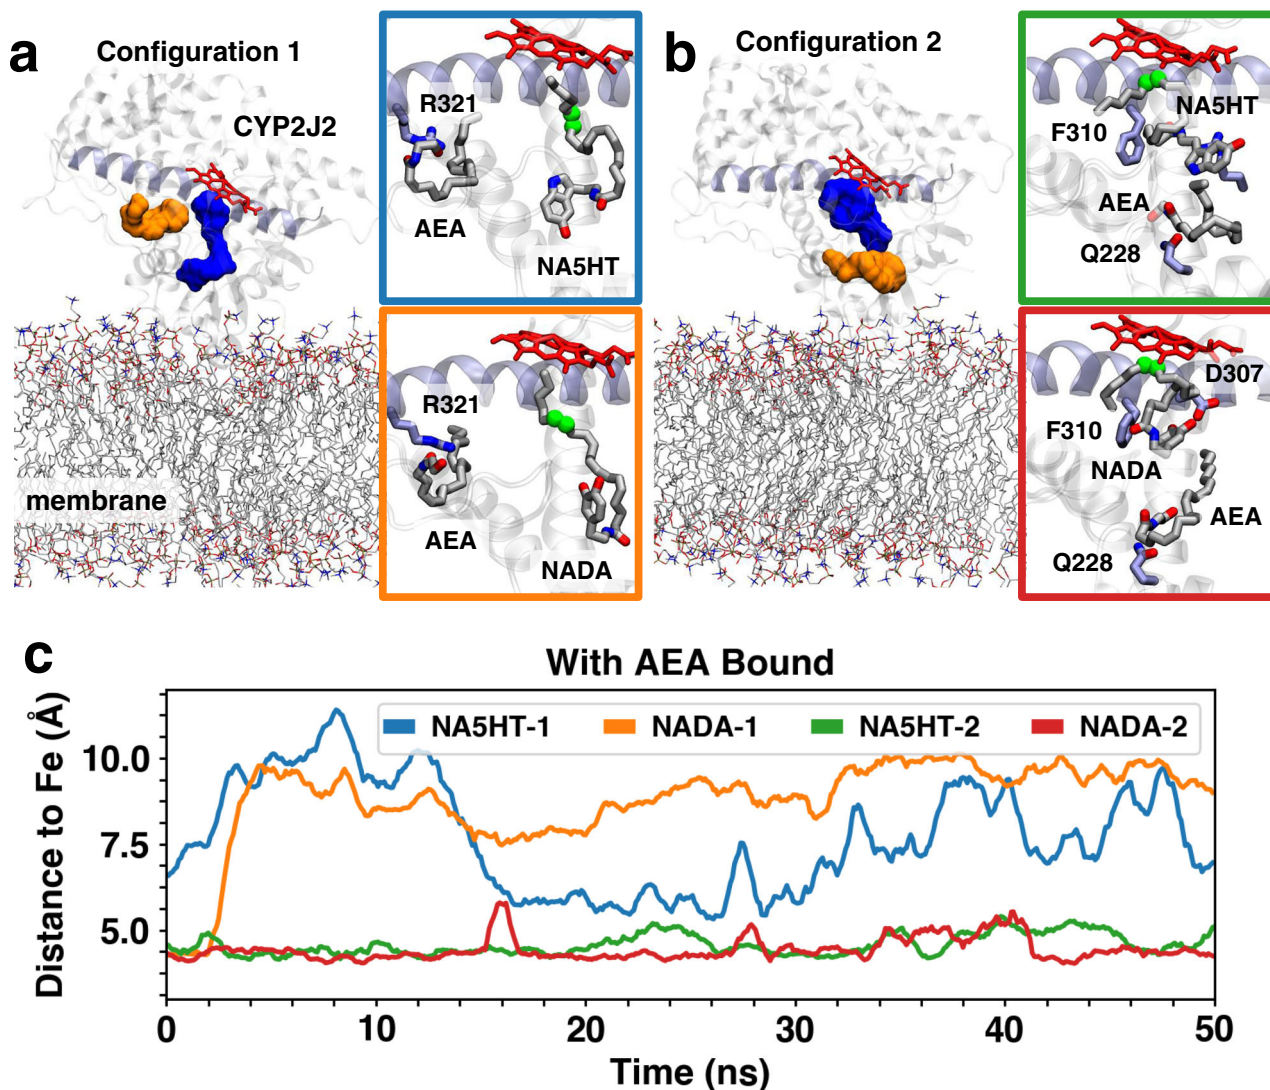 a
Configuration 1
CYP2J2
membrane
R321
AEA
NA5HT
R321
AEA
NADA
b
Configuration 2
NA5HT
F310
AEA
Q228
D307
F310
NADA
AEA
Q228
c
With AEA Bound
NA5HT-1 NADA-1 NA5HT-2 NADA-2
Distance to Fe (Å)
10.0
7.5
5.0
0 10 20 30 40 50
Time (ns)